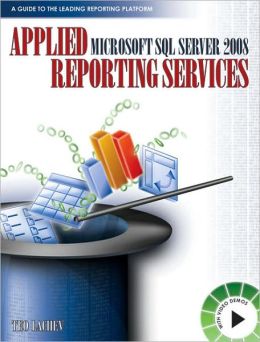 A GUIDE TO THE LEADING REPORTING PLATFORM
APPLIED MICROSOFT SQL SERVER 2008
REPORTING SERVICES
TEO LACHEV
WITH VIDEO DEMOS